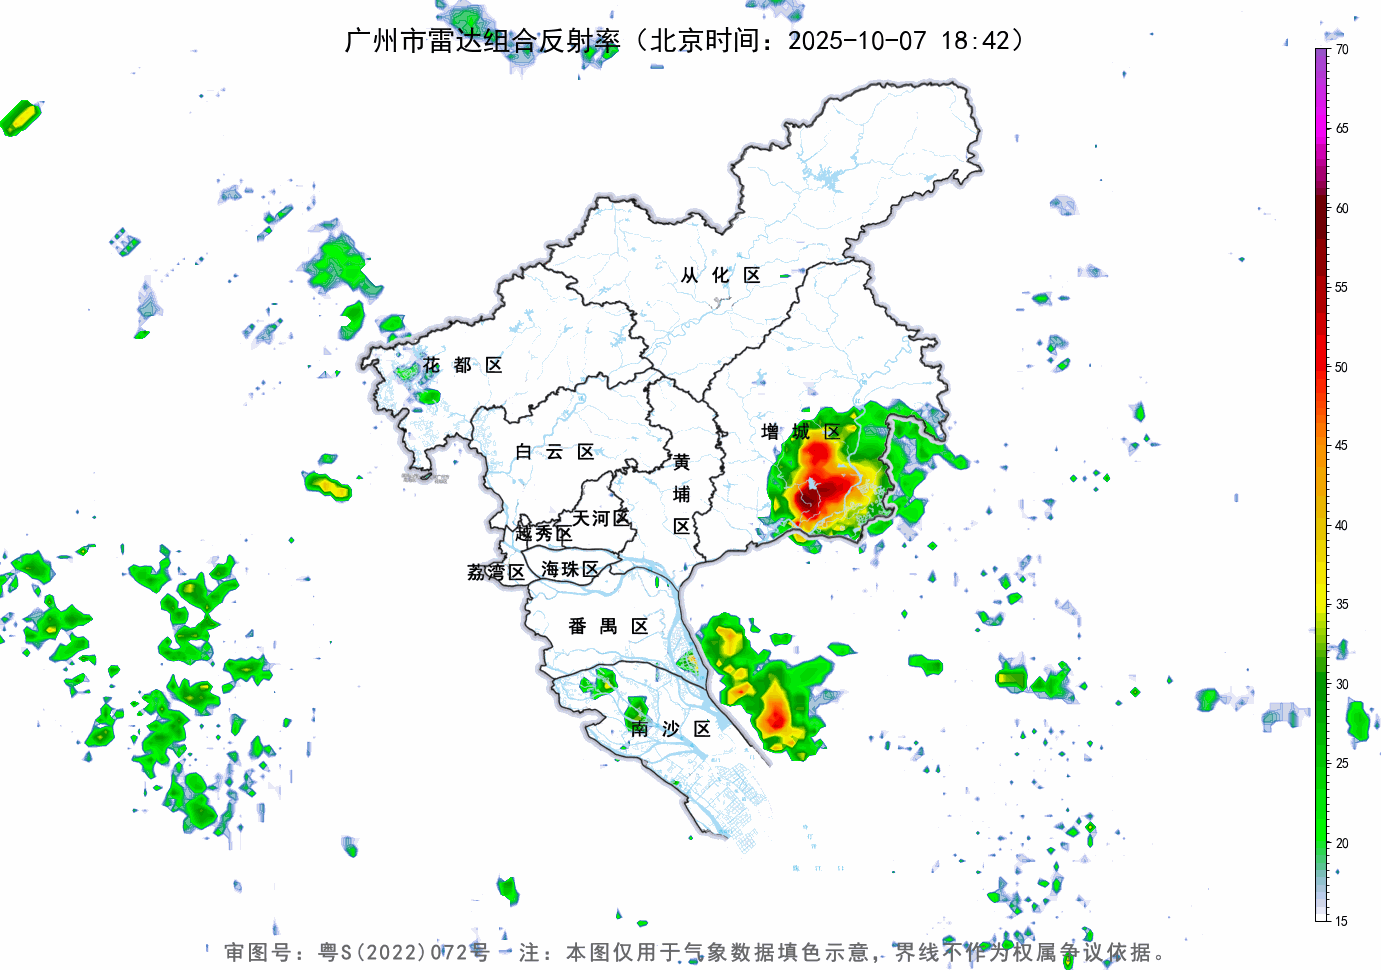 广州市雷达组合反射率（北京时间：2025-10-07 18:42）
70
65
60
55
50
45
40
35
30
25
20
15
从化区
花都区
增城区
白云区
黄埔区
天河区
越秀区
荔湾区
海珠区
番禺区
南沙区
审图号：粤S(2022)072号 注：本图仅用于气象数据填色示意，界线不作为权属争议依据。